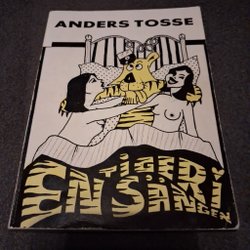 ANDERS TOSSE
EN TIGER I
SÄNGEN